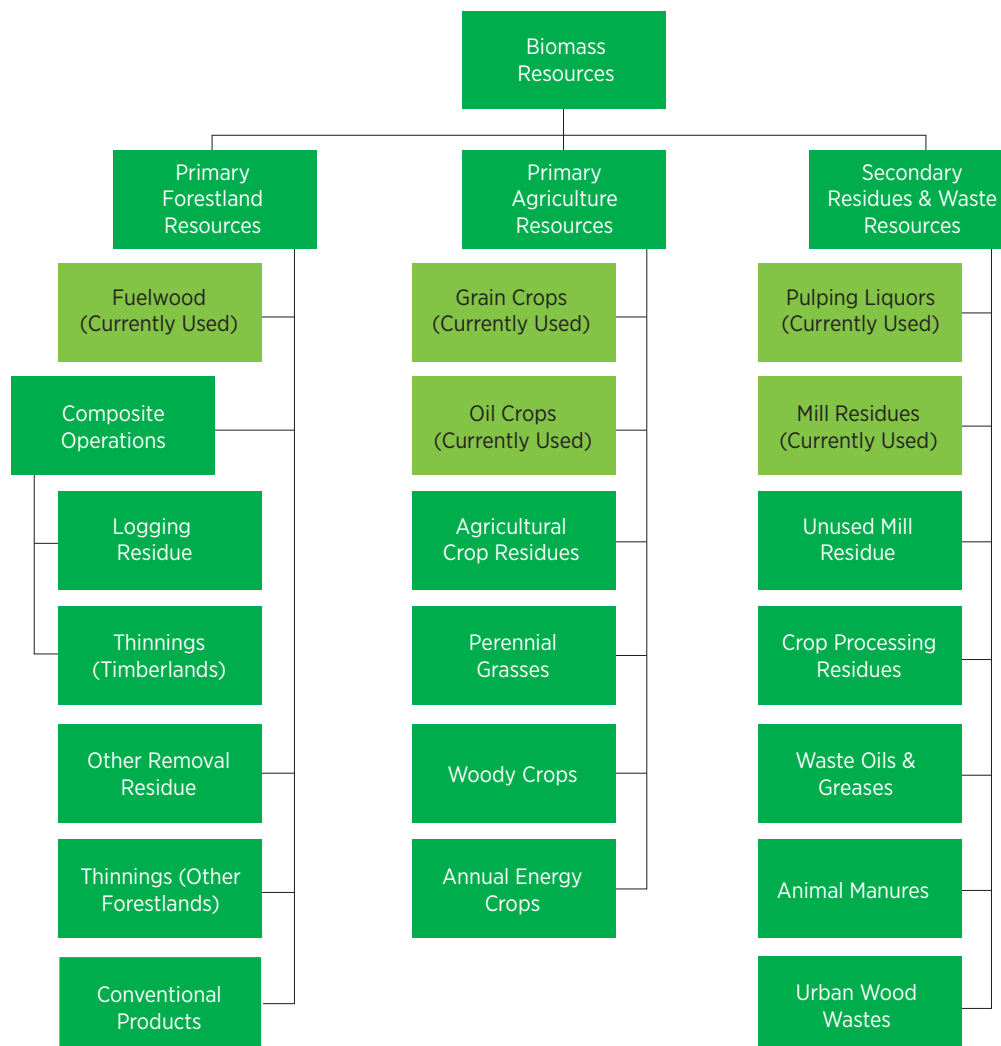 Biomass
Resources
Primary
Forestland
Resources
Fuelwood
(Currently Used)
Composite
Operations
Logging
Residue
Thinnings
(Timberlands)
Other Removal
Residue
Thinnings (Other
Forestlands)
Conventional
Products
Primary
Agriculture
Resources
Grain Crops
(Currently Used)
Oil Crops
(Currently Used)
Agricultural
Crop Residues
Perennial
Grasses
Woody Crops
Annual Energy
Crops
Secondary
Residues & Waste
Resources
Pulping Liquors
(Currently Used)
Mill Residues
(Currently Used)
Unused Mill
Residue
Crop Processing
Residues
Waste Oils &
Greases
Animal Manures
Urban Wood
Wastes